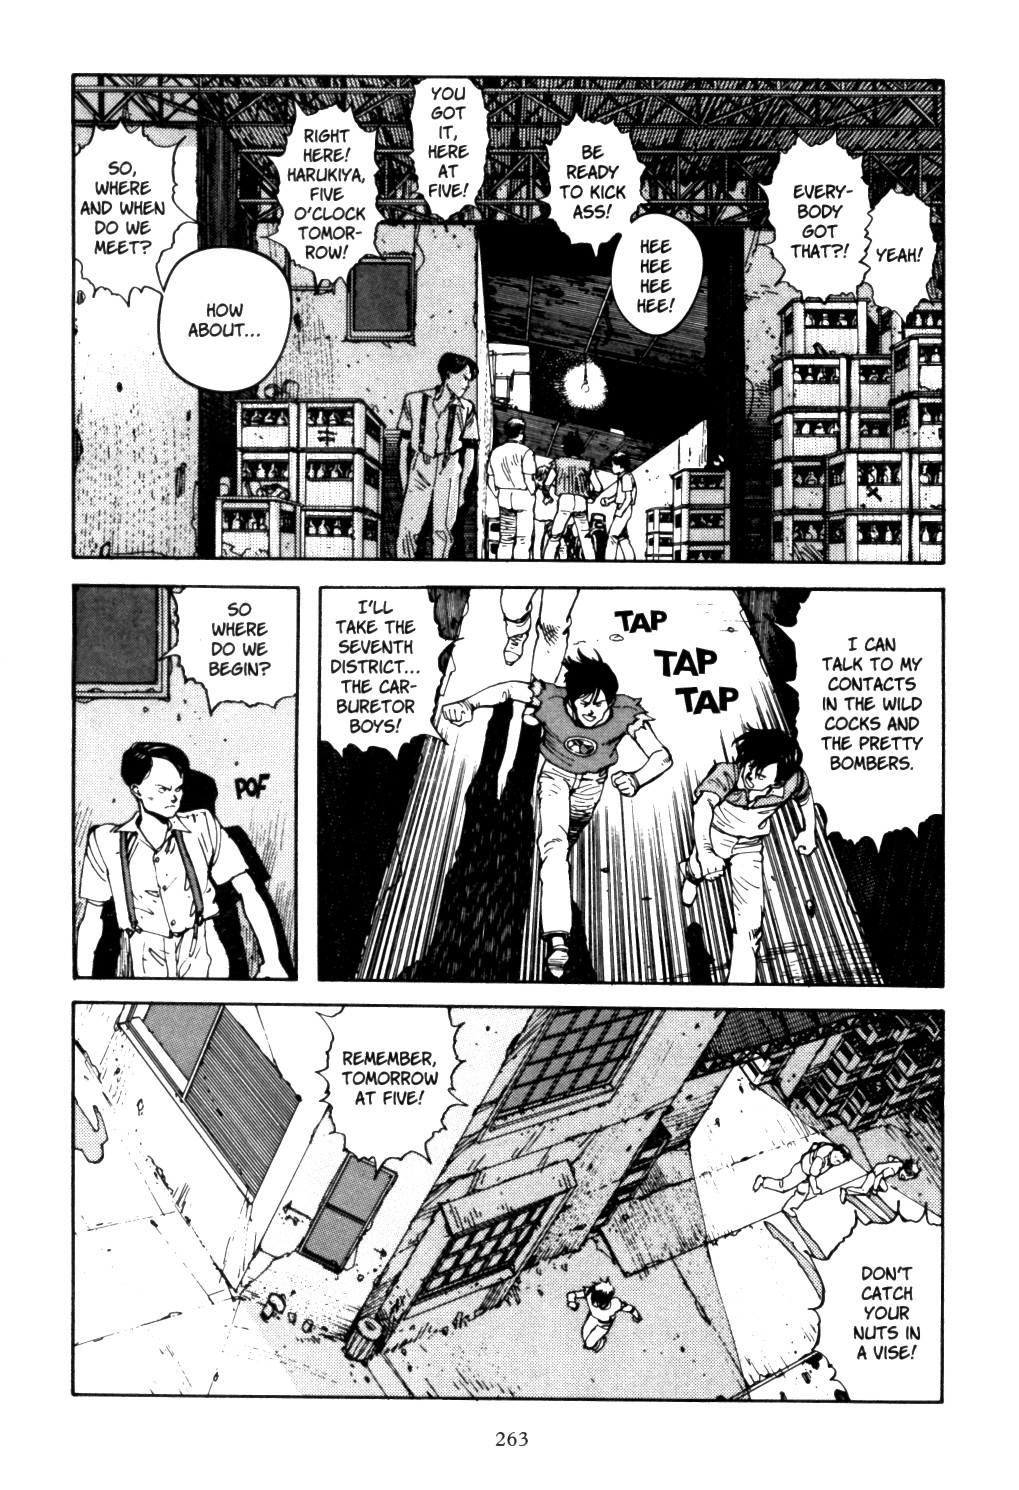 SO,
WHERE
AND WHEN
DO WE
MEET?
HOW
ABOUT...
RIGHT
HERE!
HARUKIYA,
FIVE
O'CLOCK
TOMOR-
ROW!
YOU
GOT
IT,
HERE
AT
FIVE!
BE
READY
TO KICK
ASS!
HEE
HEE
HEE
HEE!
EVERY-
BODY
GOT
THAT?!
YEAH!
SO
WHERE
DO WE
BEGIN?
POF
I'LL
TAKE THE
SEVENTH
DISTRICT...
THE CAR-
BURETOR
BOYS!
TAP
TAP
TAP
I CAN
TALK TO MY
CONTACTS
IN THE WILD
COCKS AND
THE PRETTY
BOMBERS.
REMEMBER,
TOMORROW
AT FIVE!
DON'T
CATCH
YOUR
NUTS IN
A VISE!
263